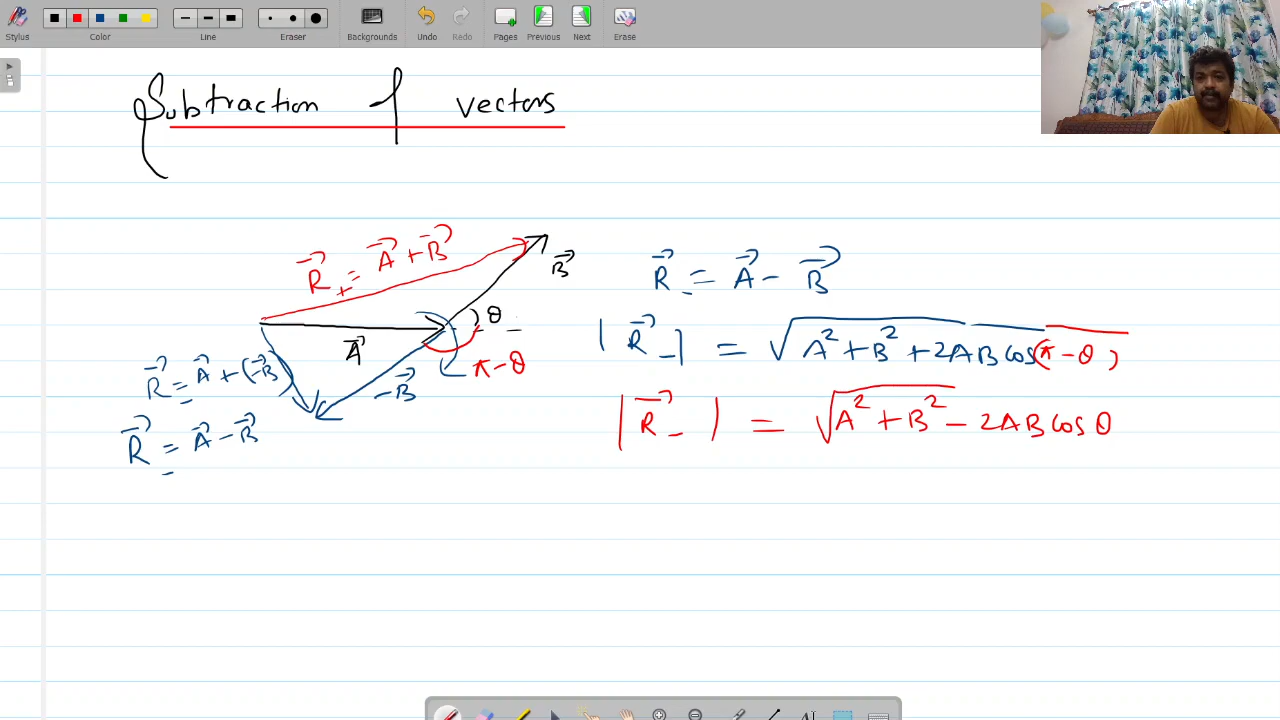 Stylus Color Line Eraser Backgrounds Undo Redo Pages Previous Next Erase
Subtraction of vectors
R⃗₊ = A⃗ + B⃗
B⃗
θ
A⃗
π - θ
-B⃗
R⃗₋ = A⃗ + (-B⃗)
R⃗₋ = A⃗ - B⃗
R⃗₋ = A⃗ - B⃗
|R⃗₋| = √(A² + B² + 2AB cos(π - θ))
|R⃗₋| = √(A² + B² - 2AB cos θ)